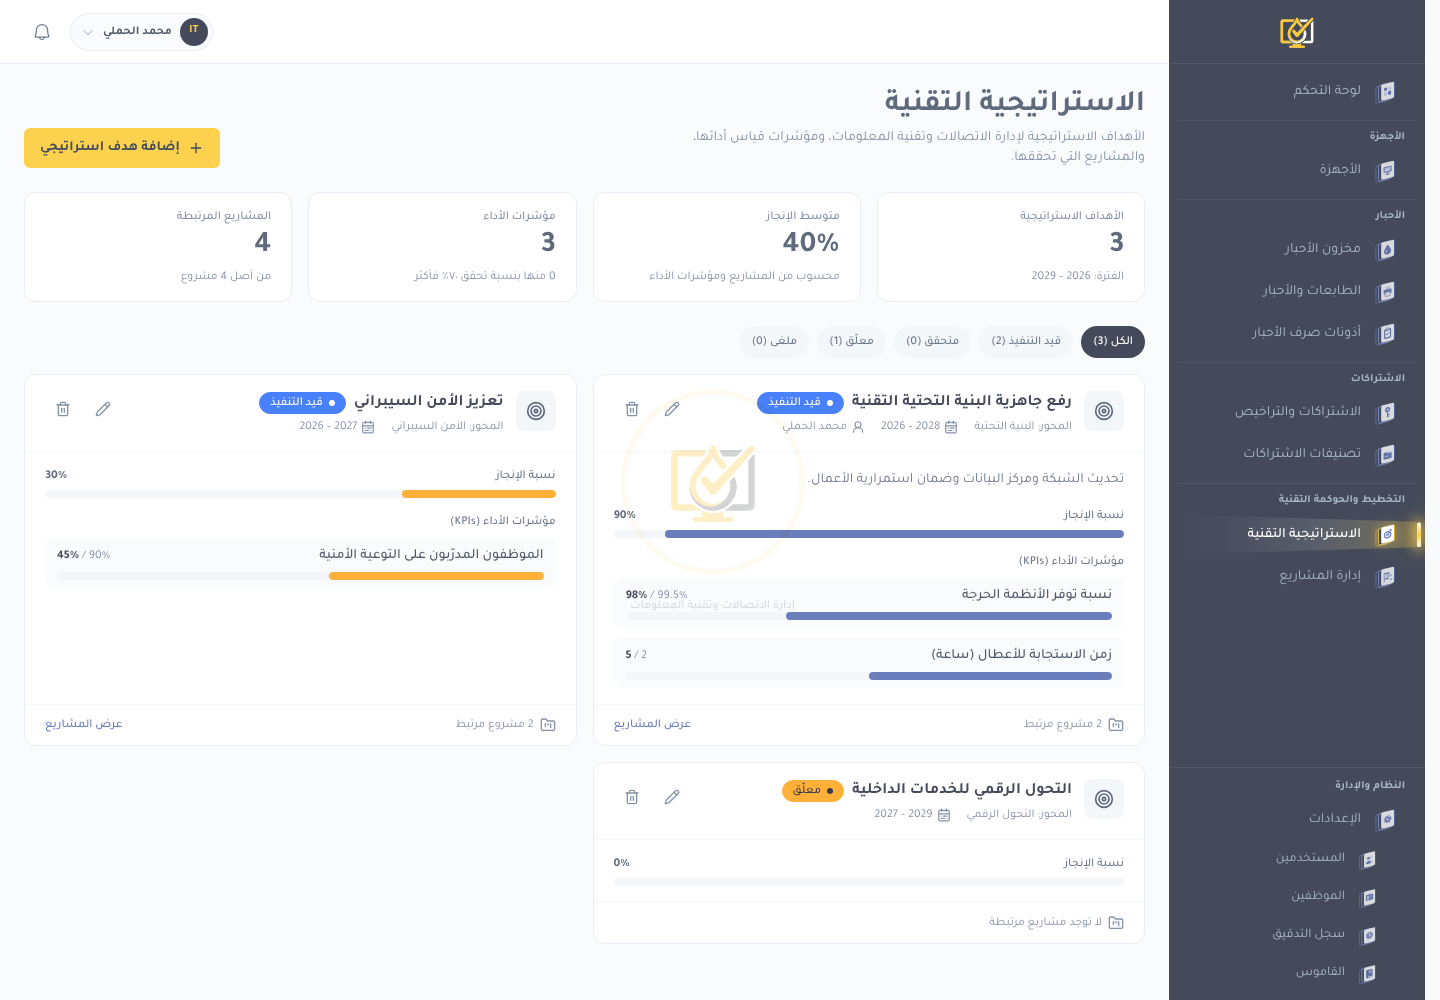 IT
محمد الحملي
لوحة التحكم
الأجهزة
الأجهزة
الأحبار
مخزون الأحبار
الطابعات والأحبار
أذونات صرف الأحبار
الاشتراكات
الاشتراكات والتراخيص
تصنيفات الاشتراكات
التخطيط والحوكمة التقنية
الاستراتيجية التقنية
إدارة المشاريع
النظام والإدارة
الإعدادات
المستخدمين
الموظفين
سجل التدقيق
القاموس
الاستراتيجية التقنية
الأهداف الاستراتيجية لإدارة الاتصالات وتقنية المعلومات، ومؤشرات قياس أدائها،
والمشاريع التي تحققها.
إضافة هدف استراتيجي
الأهداف الاستراتيجية
3
الفترة: 2026 - 2029
متوسط الإنجاز
40%
محسوب من المشاريع ومؤشرات الأداء
مؤشرات الأداء
3
0 منها بنسبة تحقق ٧٠٪ فأكثر
المشاريع المرتبطة
4
من أصل 4 مشروع
الكل (3)
قيد التنفيذ (2)
متحقق (0)
معلّق (1)
ملغى (0)
رفع جاهزية البنية التحتية التقنية
قيد التنفيذ
المحور: البنية التحتية
2026 - 2028
محمد الحملي
تحديث الشبكة ومركز البيانات وضمان استمرارية الأعمال.
نسبة الإنجاز
90%
مؤشرات الأداء (KPIs)
نسبة توفر الأنظمة الحرجة
98% / 99.5%
إدارة الاتصالات وتقنية المعلومات
زمن الاستجابة للأعطال (ساعة)
5 / 2
2 مشروع مرتبط
عرض المشاريع
تعزيز الأمن السيبراني
قيد التنفيذ
المحور: الأمن السيبراني
2026 - 2027
نسبة الإنجاز
30%
مؤشرات الأداء (KPIs)
الموظفون المدرّبون على التوعية الأمنية
45% / 90%
2 مشروع مرتبط
عرض المشاريع
التحول الرقمي للخدمات الداخلية
معلّق
المحور: التحول الرقمي
2027 - 2029
نسبة الإنجاز
0%
لا توجد مشاريع مرتبطة